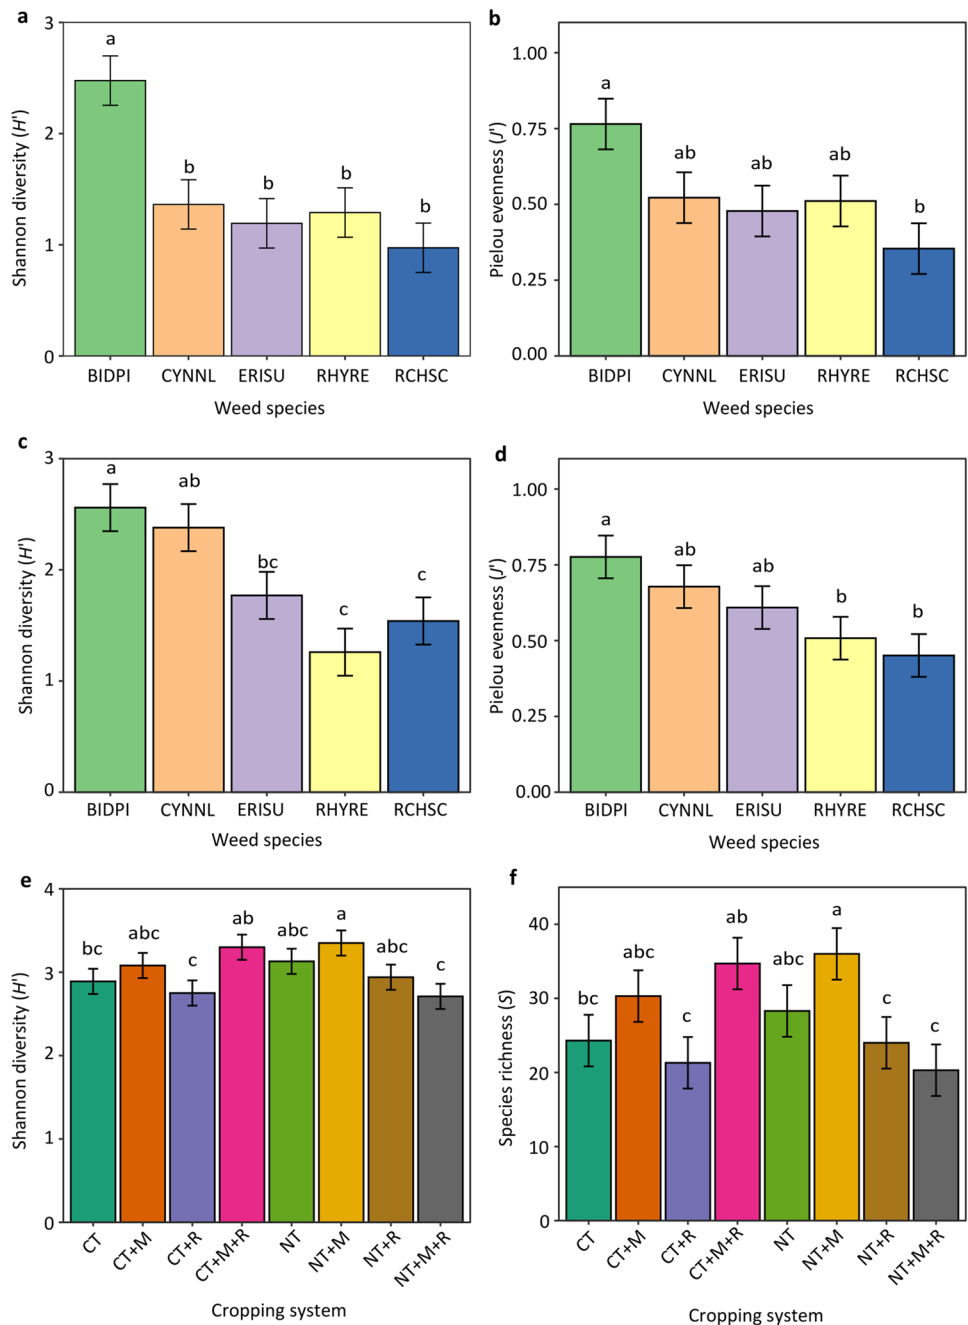 a
Shannon diversity (H')
3
2
1
0
a
b
b
b
b
BIDPI CYNNL ERISU RHYRE RCHSC
Weed species
b
Pielou evenness (J')
1.00
0.75
0.50
0.25
0.00
a
ab
ab
ab
b
BIDPI CYNNL ERISU RHYRE RCHSC
Weed species
c
Shannon diversity (H')
3
2
1
0
a
ab
bc
c
c
BIDPI CYNNL ERISU RHYRE RCHSC
Weed species
d
Pielou evenness (J')
1.00
0.75
0.50
0.25
0.00
a
ab
ab
b
b
BIDPI CYNNL ERISU RHYRE RCHSC
Weed species
e
Shannon diversity (H')
4
3
2
1
0
bc
abc
c
ab
abc
a
abc
c
CT CT+M CT+R CT+M+R NT NT+M NT+R NT+M+R
Cropping system
f
Species richness (S)
40
30
20
10
0
bc
abc
c
ab
abc
a
c
c
CT CT+M CT+R CT+M+R NT NT+M NT+R NT+M+R
Cropping system